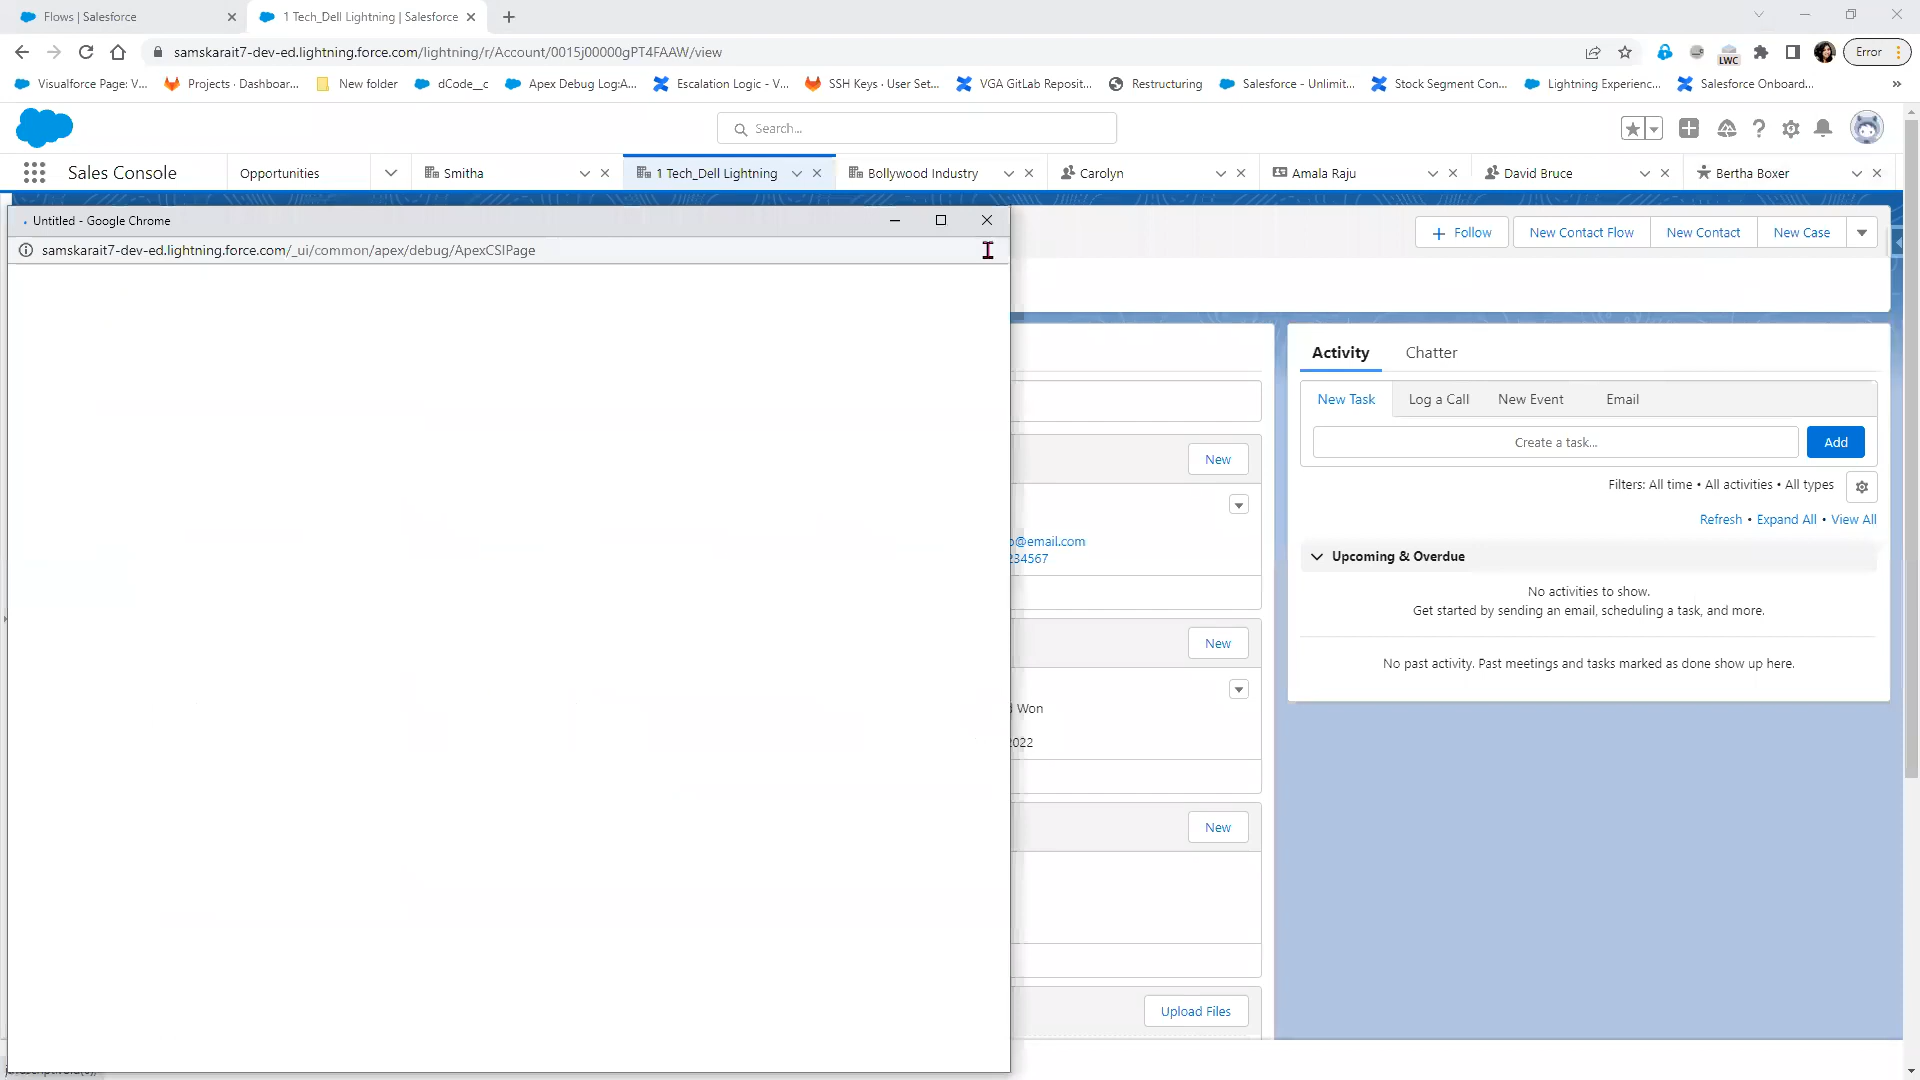 Flows | Salesforce
1 Tech_Dell Lightning | Salesforce
samskarait7-dev-ed.lightning.force.com/lightning/r/Account/0015j00000gPT4FAAW/view
LWC
Error
Visualforce Page: V...
Projects · Dashboar...
New folder
dCode__c
Apex Debug Log:A...
Escalation Logic - V...
SSH Keys · User Set...
VGA GitLab Reposit...
Restructuring
Salesforce - Unlimit...
Stock Segment Con...
Lightning Experienc...
Salesforce Onboard...
»
Search...
Sales Console
Opportunities
Smitha
1 Tech_Dell Lightning
Bollywood Industry
Carolyn
Amala Raju
David Bruce
Bertha Boxer
Untitled - Google Chrome
samskarait7-dev-ed.lightning.force.com/_ui/common/apex/debug/ApexCSIPage
Follow
New Contact Flow
New Contact
New Case
Activity
Chatter
New Task
Log a Call
New Event
Email
Create a task...
Add
Filters: All time • All activities • All types
Refresh • Expand All • View All
Upcoming & Overdue
No activities to show.
Get started by sending an email, scheduling a task, and more.
No past activity. Past meetings and tasks marked as done show up here.
New
@email.com
234567
New
Won
2022
New
Upload Files